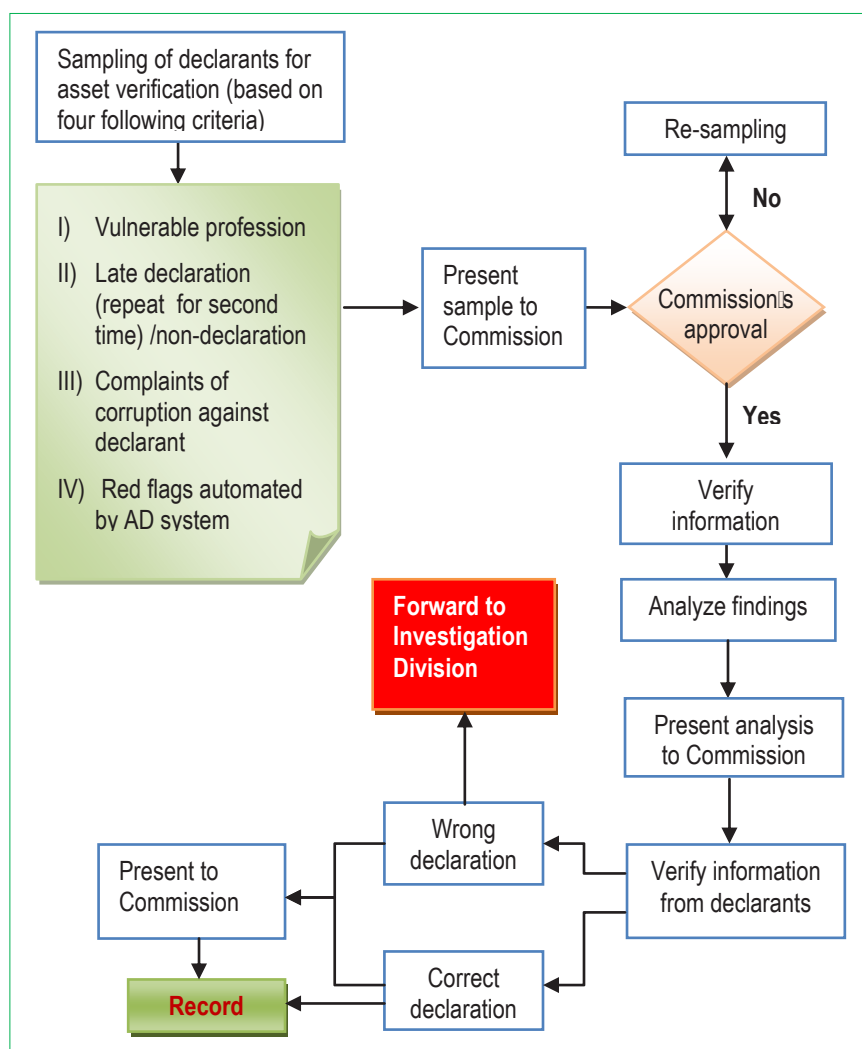 Sampling of declarants for
asset verification (based on
four following criteria)
I) Vulnerable profession
II) Late declaration
(repeat for second
time) /non-declaration
III) Complaints of
corruption against
declarant
IV) Red flags automated
by AD system
Present
sample to
Commission
Re-sampling
No
Commission▯s
approval
Yes
Verify
information
Analyze findings
Present analysis
to Commission
Verify information
from declarants
Forward to
Investigation
Division
Wrong
declaration
Correct
declaration
Present to
Commission
Record